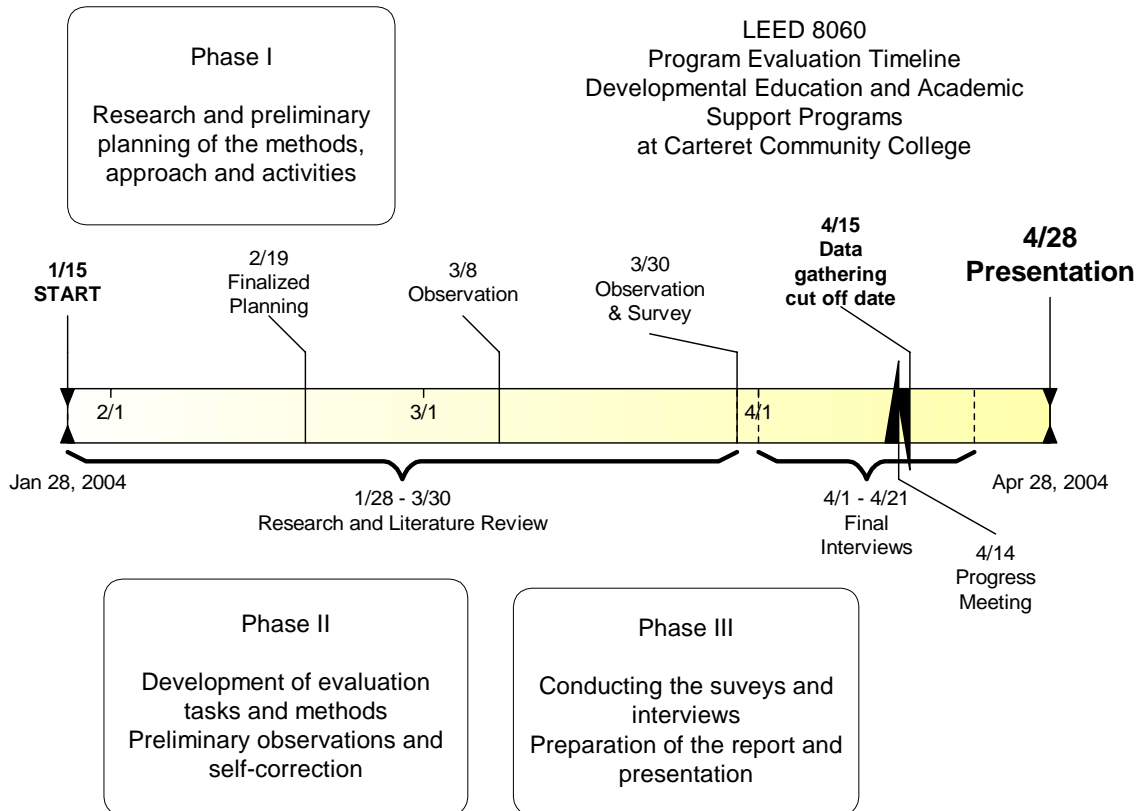 Phase I
Research and preliminary
planning of the methods,
approach and activities
LEED 8060
Program Evaluation Timeline
Developmental Education and Academic
Support Programs
at Carteret Community College
1/15
START
2/19
Finalized
Planning
3/8
Observation
3/30
Observation
& Survey
4/15
Data
gathering
cut off date
4/28
Presentation
2/1
3/1
4/1
Jan 28, 2004
Apr 28, 2004
1/28 - 3/30
Research and Literature Review
4/1 - 4/21
Final
Interviews
4/14
Progress
Meeting
Phase II
Development of evaluation
tasks and methods
Preliminary observations and
self-correction
Phase III
Conducting the suveys and
interviews
Preparation of the report and
presentation